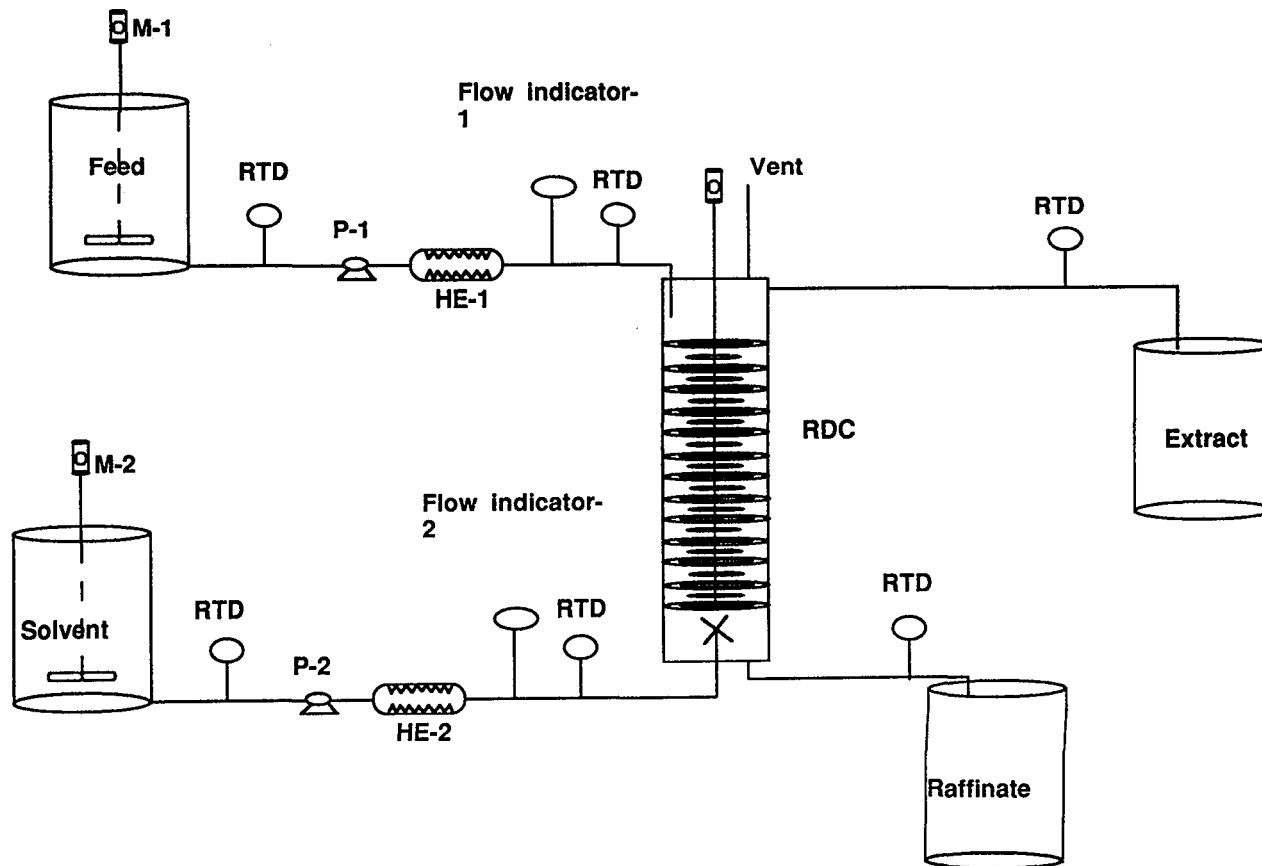 M-1
Flow indicator-
1
Feed
RTD
RTD
Vent
RTD
P-1
HE-1
RDC
Extract
M-2
Flow indicator-
2
RTD
Solvent
RTD
RTD
P-2
HE-2
Raffinate